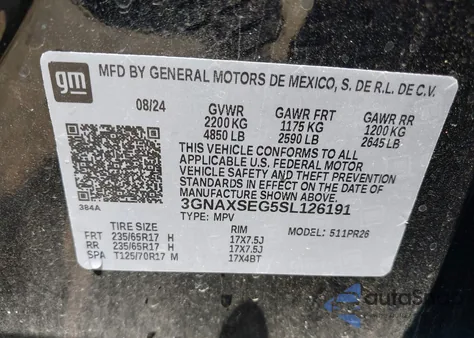 gm
MFD BY GENERAL MOTORS DE MEXICO, S. DE R.L. DE C.V.
08/24 GVWR GAWR FRT GAWR RR
2200 KG 1175 KG 1200 KG
4850 LB 2590 LB 2645 LB
THIS VEHICLE CONFORMS TO ALL
APPLICABLE U.S. FEDERAL MOTOR
VEHICLE SAFETY AND THEFT
PREVENTION STANDARDS IN EFFECT
ON THE DATE OF MANUFACTURE
SHOWN ABOVE.
3GNAXSEG5SL126191
384A
TYPE: MPV
TIRE SIZE RIM MODEL: 511PR26
FRT 235/65R17 H 17X7.5J
RR 235/65R17 H 17X7.5J
SPA T125/70R17 M 17X4BT